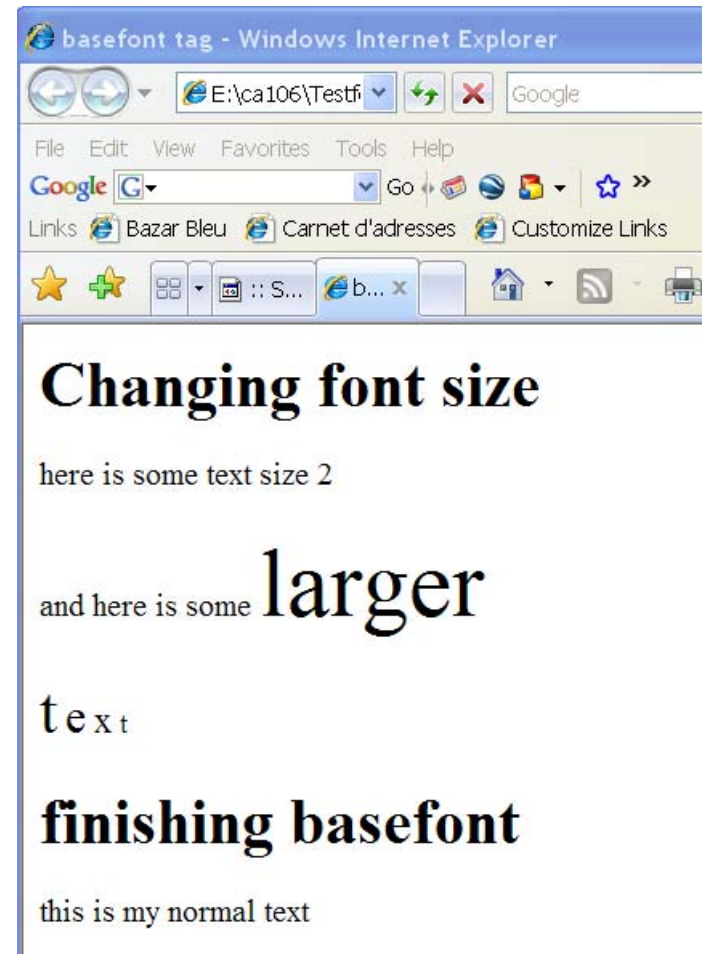 basefont tag - Windows Internet Explorer
E:\ca106\Testfi
Google
File Edit View Favorites Tools Help
Google G Go »
Links Bazar Bleu Carnet d'adresses Customize Links
:: S... b... x
Changing font size
here is some text size 2
and here is some larger
t e x t
finishing basefont
this is my normal text